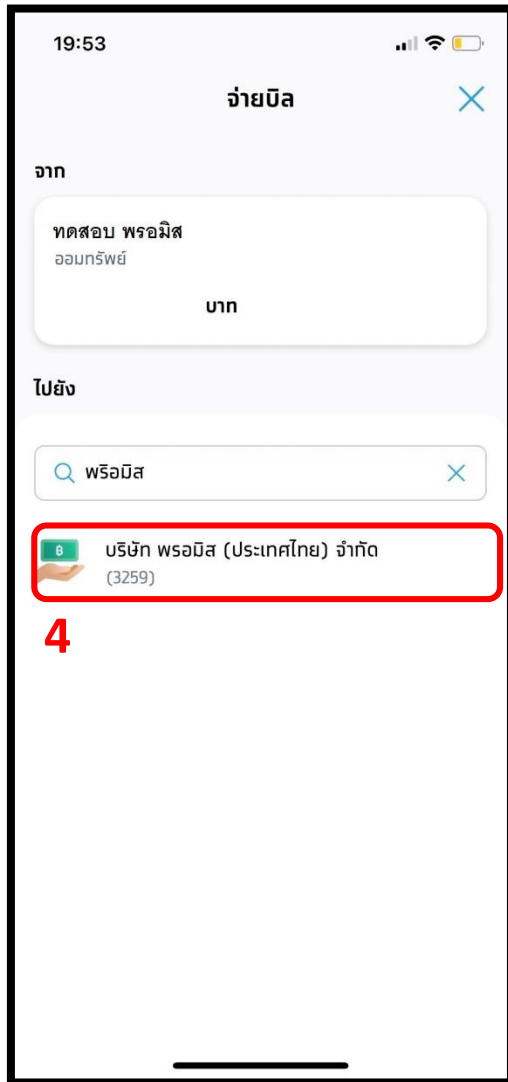 19:53
จ่ายบิล
จาก
ทดสอบ พรอมิส
ออมทรัพย์
บาท
ไปยัง
พริอมิส
฿
บริษัท พรอมิส (ประเทศไทย) จำกัด
(3259)
4